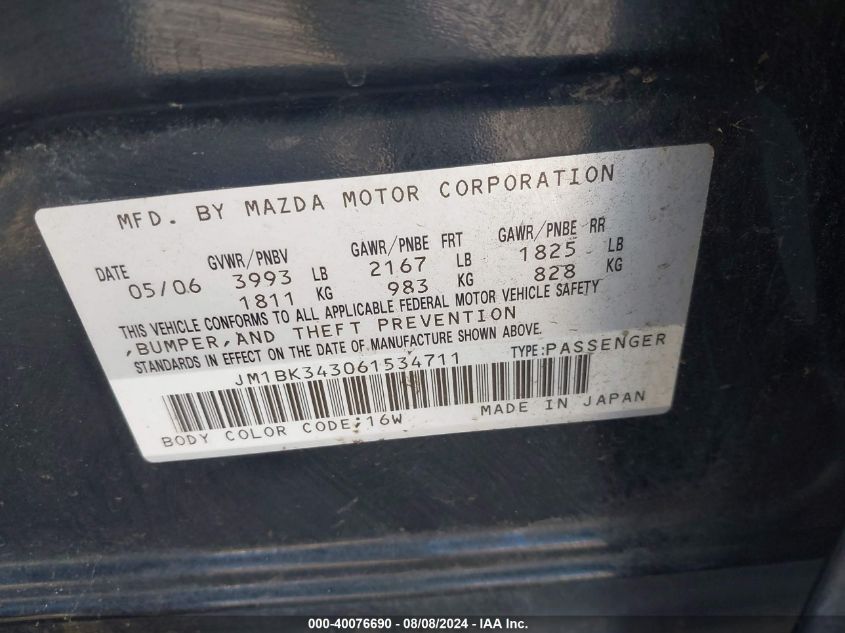 MFD. BY MAZDA MOTOR CORPORATION
DATE GVWR/PNBV GAWR/PNBE FRT GAWR/PNBE RR
05/06 3993 LB 2167 LB 1825 LB
1811 KG 983 KG 828 KG
THIS VEHICLE CONFORMS TO ALL APPLICABLE FEDERAL MOTOR VEHICLE SAFETY
,BUMPER,AND THEFT PREVENTION
STANDARDS IN EFFECT ON THE DATE OF MANUFACTURE SHOWN ABOVE.
JM1BK343061534711 TYPE:PASSENGER
BODY COLOR CODE:16W MADE IN JAPAN
000-40076690 - 08/08/2024 - IAA Inc.